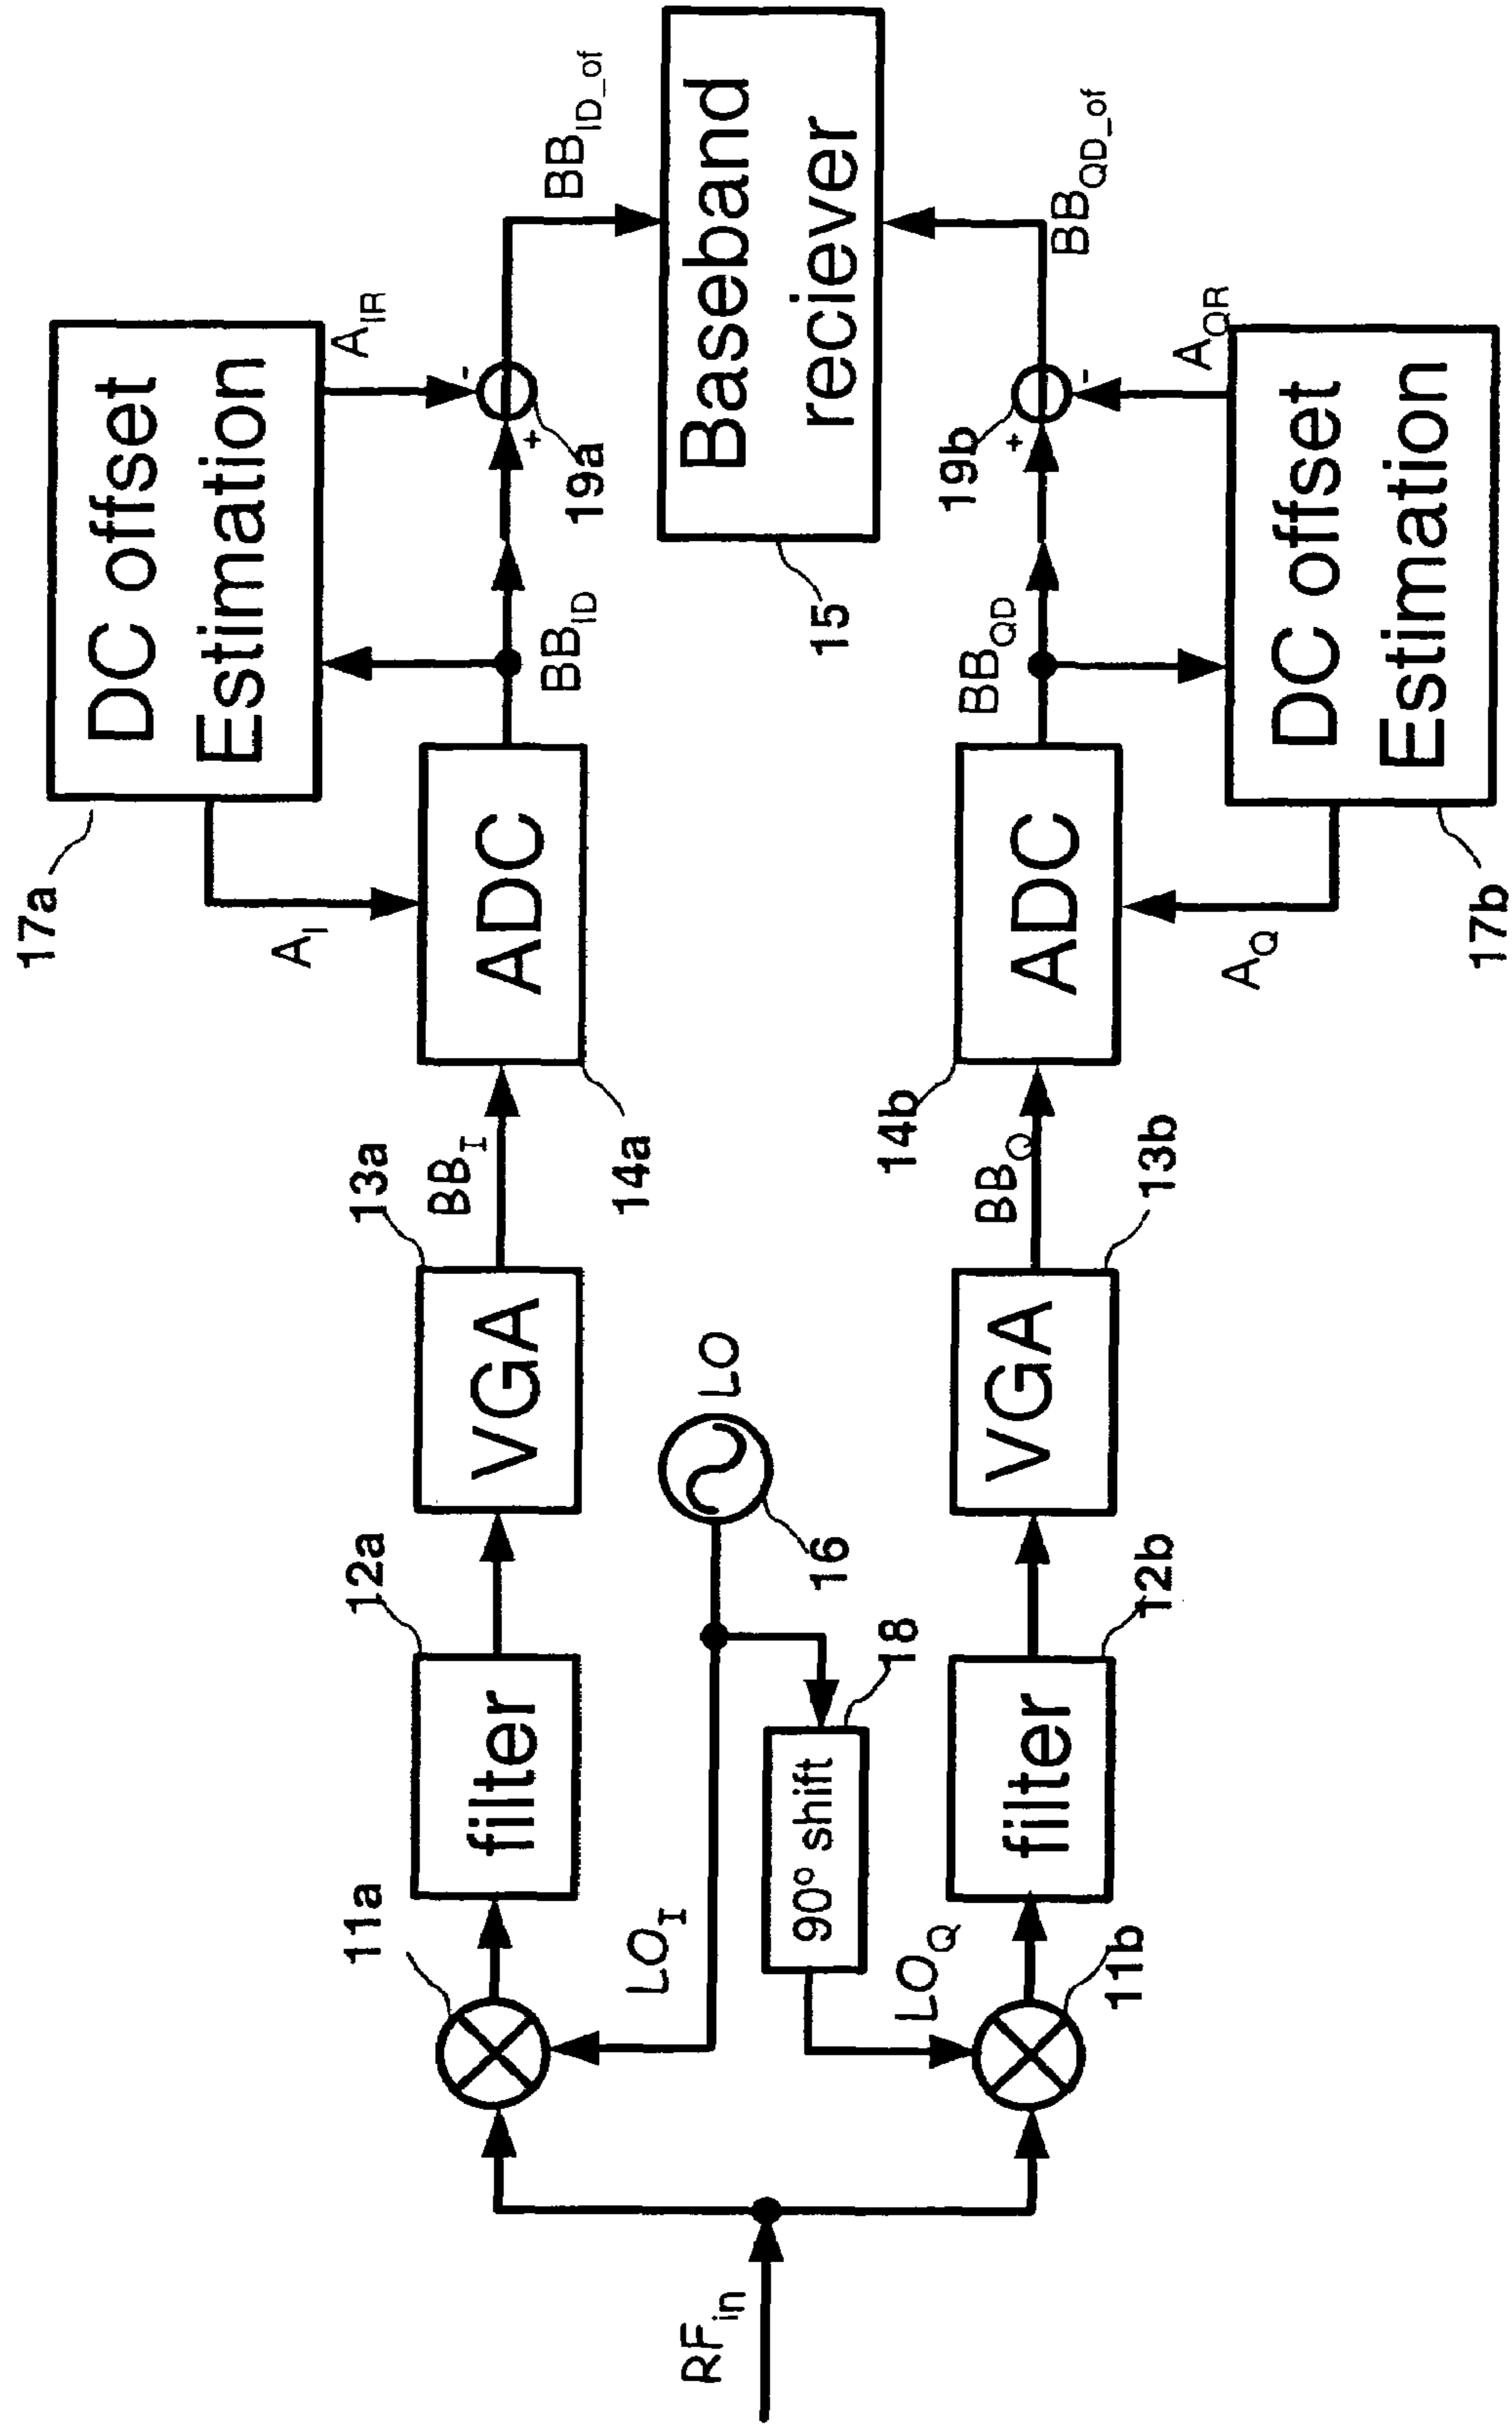 17a
DC offset
Estimation
A_I
A_IR
11a
12a
13a
filter
VGA
BB_I
ADC
14a
BB_ID
+
-
19a
BB_ID_of
RF_in
LO_I
LO
16
90° shift
18
LO_Q
Baseband
reciever
15
11b
filter
12b
VGA
13b
BB_Q
14b
ADC
BB_QD
19b
+
-
BB_QD_of
A_Q
A_QR
DC offset
Estimation
17b